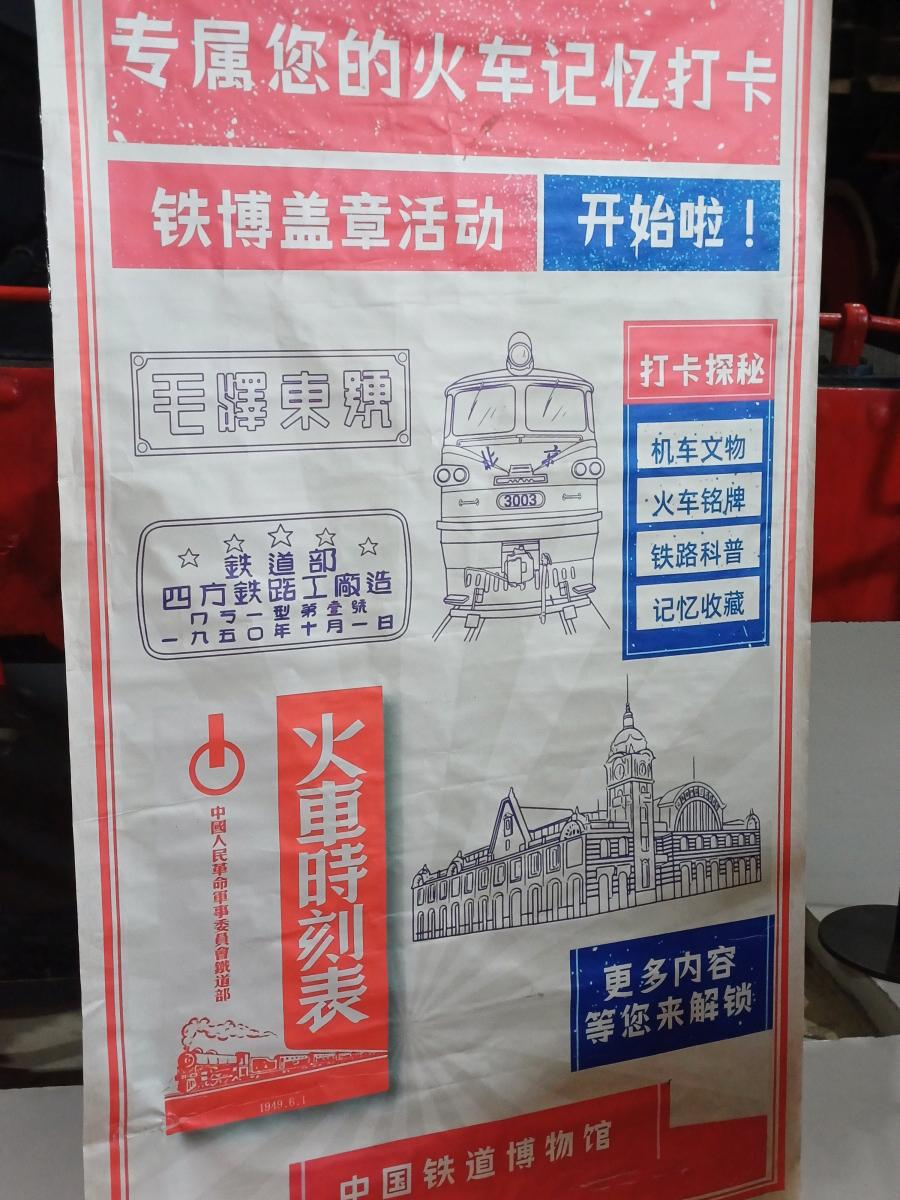 专属您的火车记忆打卡
铁博盖章活动
开始啦！
毛澤東號
北京
3003
打卡探秘
机车文物
火车铭牌
铁路科普
记忆收藏
鉄道部
四方鉄路工廠造
ㄇㄎ一型第壹號
一九五〇年十月一日
火車時刻表
中國人民革命軍事委員會鐵道部
1949.6.1
更多内容
等您来解锁
中国铁道博物馆